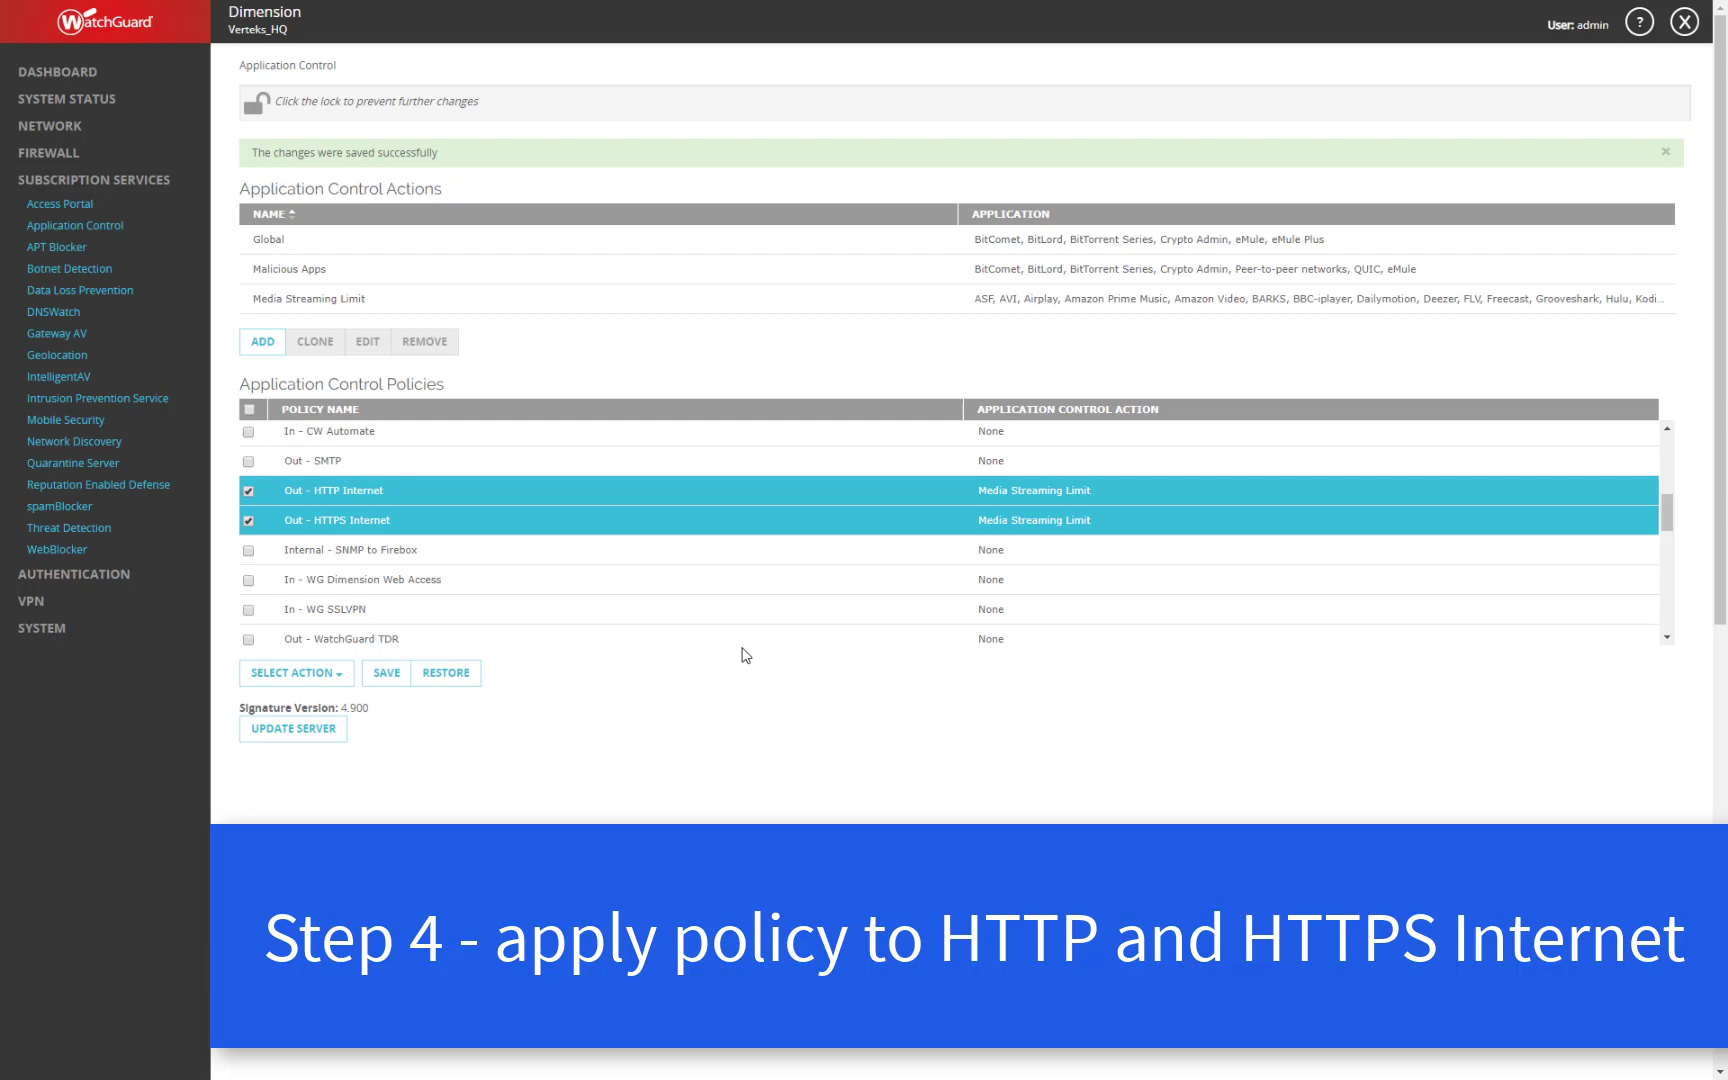 WatchGuard
Dimension
Verteks_HQ
User: admin
?
X
DASHBOARD
SYSTEM STATUS
NETWORK
FIREWALL
SUBSCRIPTION SERVICES
Access Portal
Application Control
APT Blocker
Botnet Detection
Data Loss Prevention
DNSWatch
Gateway AV
Geolocation
IntelligentAV
Intrusion Prevention Service
Mobile Security
Network Discovery
Quarantine Server
Reputation Enabled Defense
spamBlocker
Threat Detection
WebBlocker
AUTHENTICATION
VPN
SYSTEM
Application Control
Click the lock to prevent further changes
The changes were saved successfully
×
Application Control Actions
NAME APPLICATION
Global BitComet, BitLord, BitTorrent Series, Crypto Admin, eMule, eMule Plus
Malicious Apps BitComet, BitLord, BitTorrent Series, Crypto Admin, Peer-to-peer networks, QUIC, eMule
Media Streaming Limit ASF, AVI, Airplay, Amazon Prime Music, Amazon Video, BARKS, BBC-iplayer, Dailymotion, Deezer, FLV, Freecast, Grooveshark, Hulu, Kodi...
ADD CLONE EDIT REMOVE
Application Control Policies
POLICY NAME APPLICATION CONTROL ACTION
In - CW Automate None
Out - SMTP None
Out - HTTP Internet Media Streaming Limit
Out - HTTPS Internet Media Streaming Limit
Internal - SNMP to Firebox None
In - WG Dimension Web Access None
In - WG SSLVPN None
Out - WatchGuard TDR None
SELECT ACTION SAVE RESTORE
Signature Version: 4.900
UPDATE SERVER
Step 4 - apply policy to HTTP and HTTPS Internet